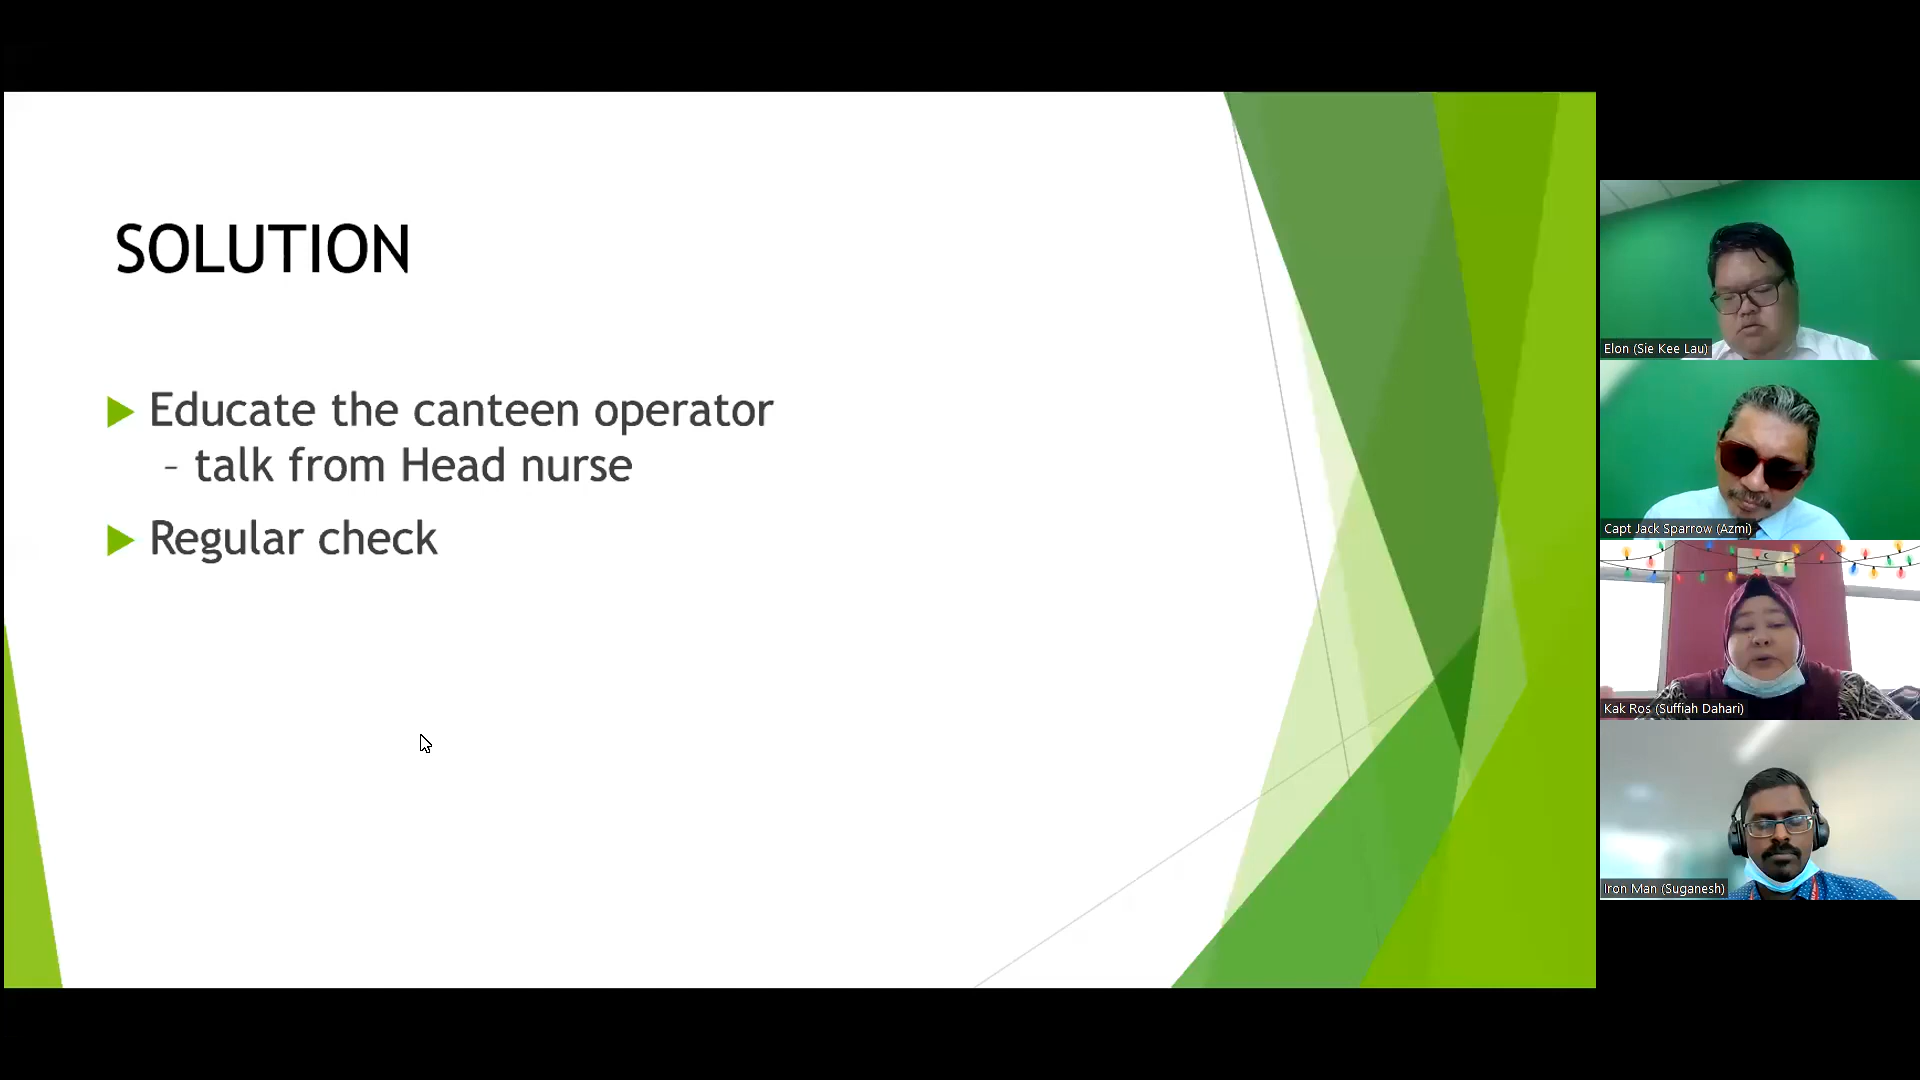 SOLUTION
Educate the canteen operator
– talk from Head nurse
Regular check
Elon (Sie Kee Lau)
Capt Jack Sparrow (Azmi)
Kak Ros (Suffiah Dahari)
Iron Man (Suganesh)